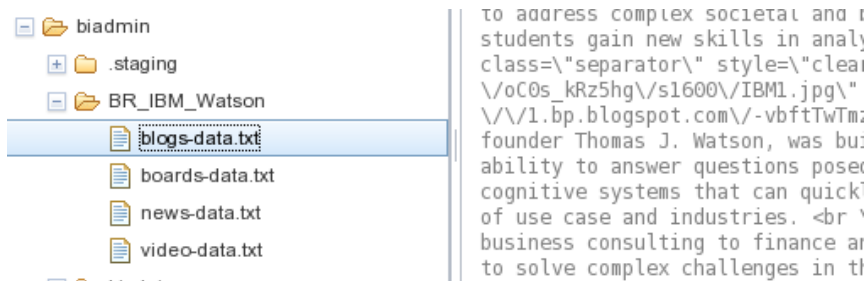 biadmin
.staging
BR_IBM_Watson
blogs-data.txt
boards-data.txt
news-data.txt
video-data.txt
to address complex societal and
students gain new skills in analy
class=\"separator\" style=\"clear
\/oC0s_kRz5hg\/s1600\/IBM1.jpg\"
\/\/1.bp.blogspot.com\/-vbftTwTmz
founder Thomas J. Watson, was bui
ability to answer questions posed
cognitive systems that can quickl
of use case and industries. <br \
business consulting to finance an
to solve complex challenges in th